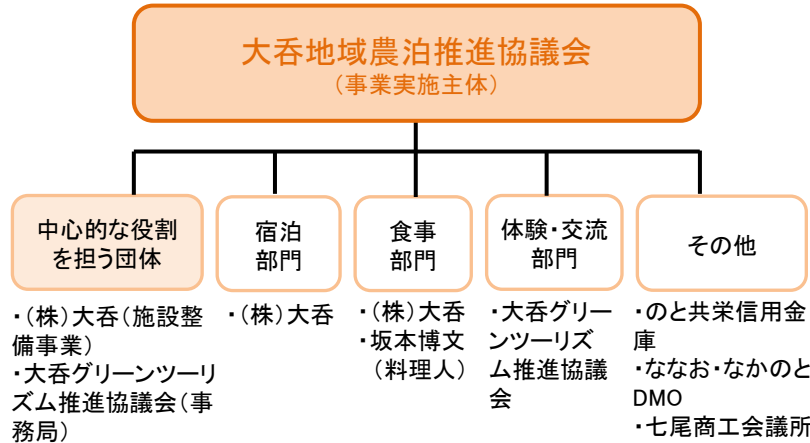 大呑地域農泊推進協議会
（事業実施主体）
中心的な役割
を担う団体
宿泊
部門
食事
部門
体験・交流
部門
その他
・（株）大呑（施設整
備事業）
・大呑グリーンツーリ
ズム推進協議会（事
務局）
・（株）大呑
・（株）大呑
・坂本博文
（料理人）
・大呑グリー
ンツーリズ
ム推進協議
会
・のと共栄信用金
庫
・ななお・なかのと
DMO
・七尾商工会議所